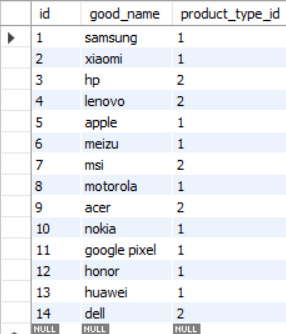 id good_name product_type_id
1 samsung 1
2 xiaomi 1
3 hp 2
4 lenovo 2
5 apple 1
6 meizu 1
7 msi 2
8 motorola 1
9 acer 2
10 nokia 1
11 google pixel 1
12 honor 1
13 huawei 1
14 dell 2
NULL NULL NULL